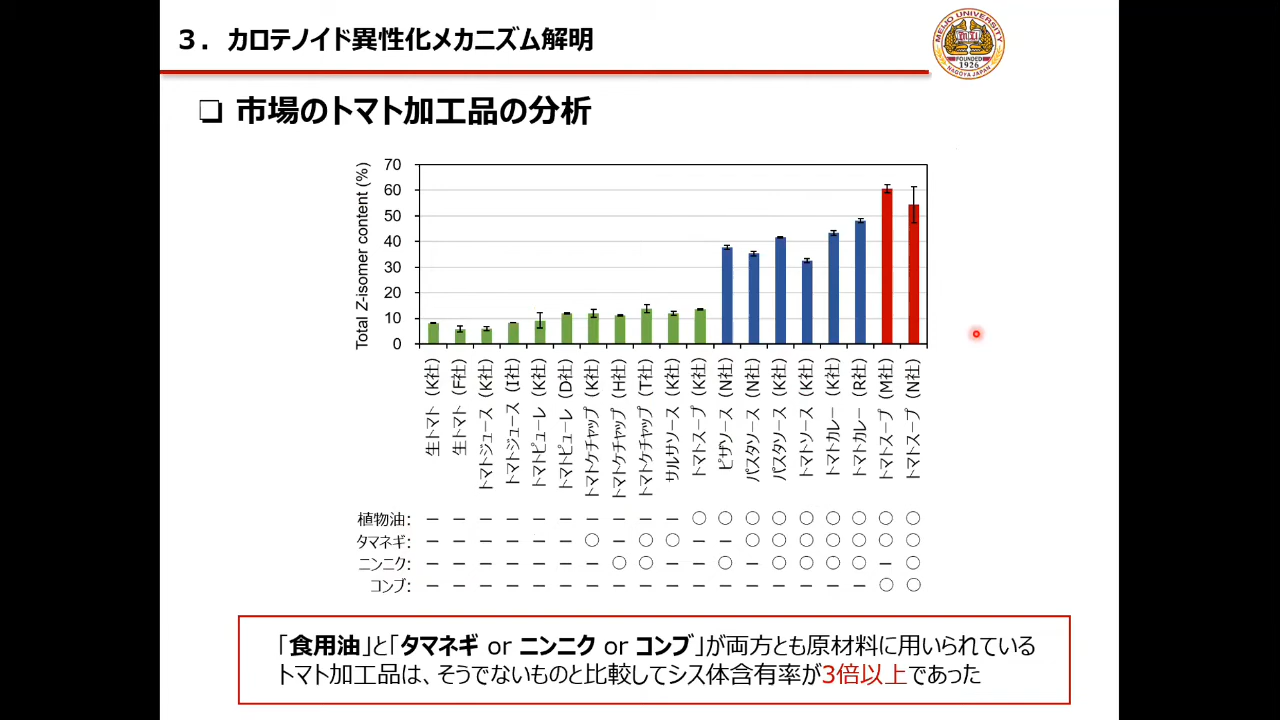 ３．カロテノイド異性化メカニズム解明
MEIJO UNIVERSITY
FOUNDED
1926
NAGOYA JAPAN
❏ 市場のトマト加工品の分析
Total Z-isomer content (%)
70
60
50
40
30
20
10
0
生トマト（K社）
生トマト（F社）
トマトジュース（K社）
トマトジュース（I社）
トマトピューレ（K社）
トマトピューレ（D社）
トマトケチャップ（K社）
トマトケチャップ（H社）
トマトケチャップ（T社）
サルサソース（K社）
トマトスープ（K社）
ピザソース（N社）
パスタソース（N社）
パスタソース（K社）
トマトソース（K社）
トマトカレー（K社）
トマトカレー（R社）
トマトスープ（M社）
トマトスープ（N社）
植物油: － － － － － － － － － － ○ ○ ○ ○ ○ ○ ○ ○ ○
タマネギ: － － － － － － ○ － ○ ○ － － ○ ○ ○ ○ ○ ○ ○
ニンニク: － － － － － － － ○ ○ － － ○ － ○ ○ ○ ○ － ○
コンブ: － － － － － － － － － － － － － － － － － ○ ○
「食用油」と「タマネギ or ニンニク or コンブ」が両方とも原材料に用いられている
トマト加工品は、そうでないものと比較してシス体含有率が3倍以上であった